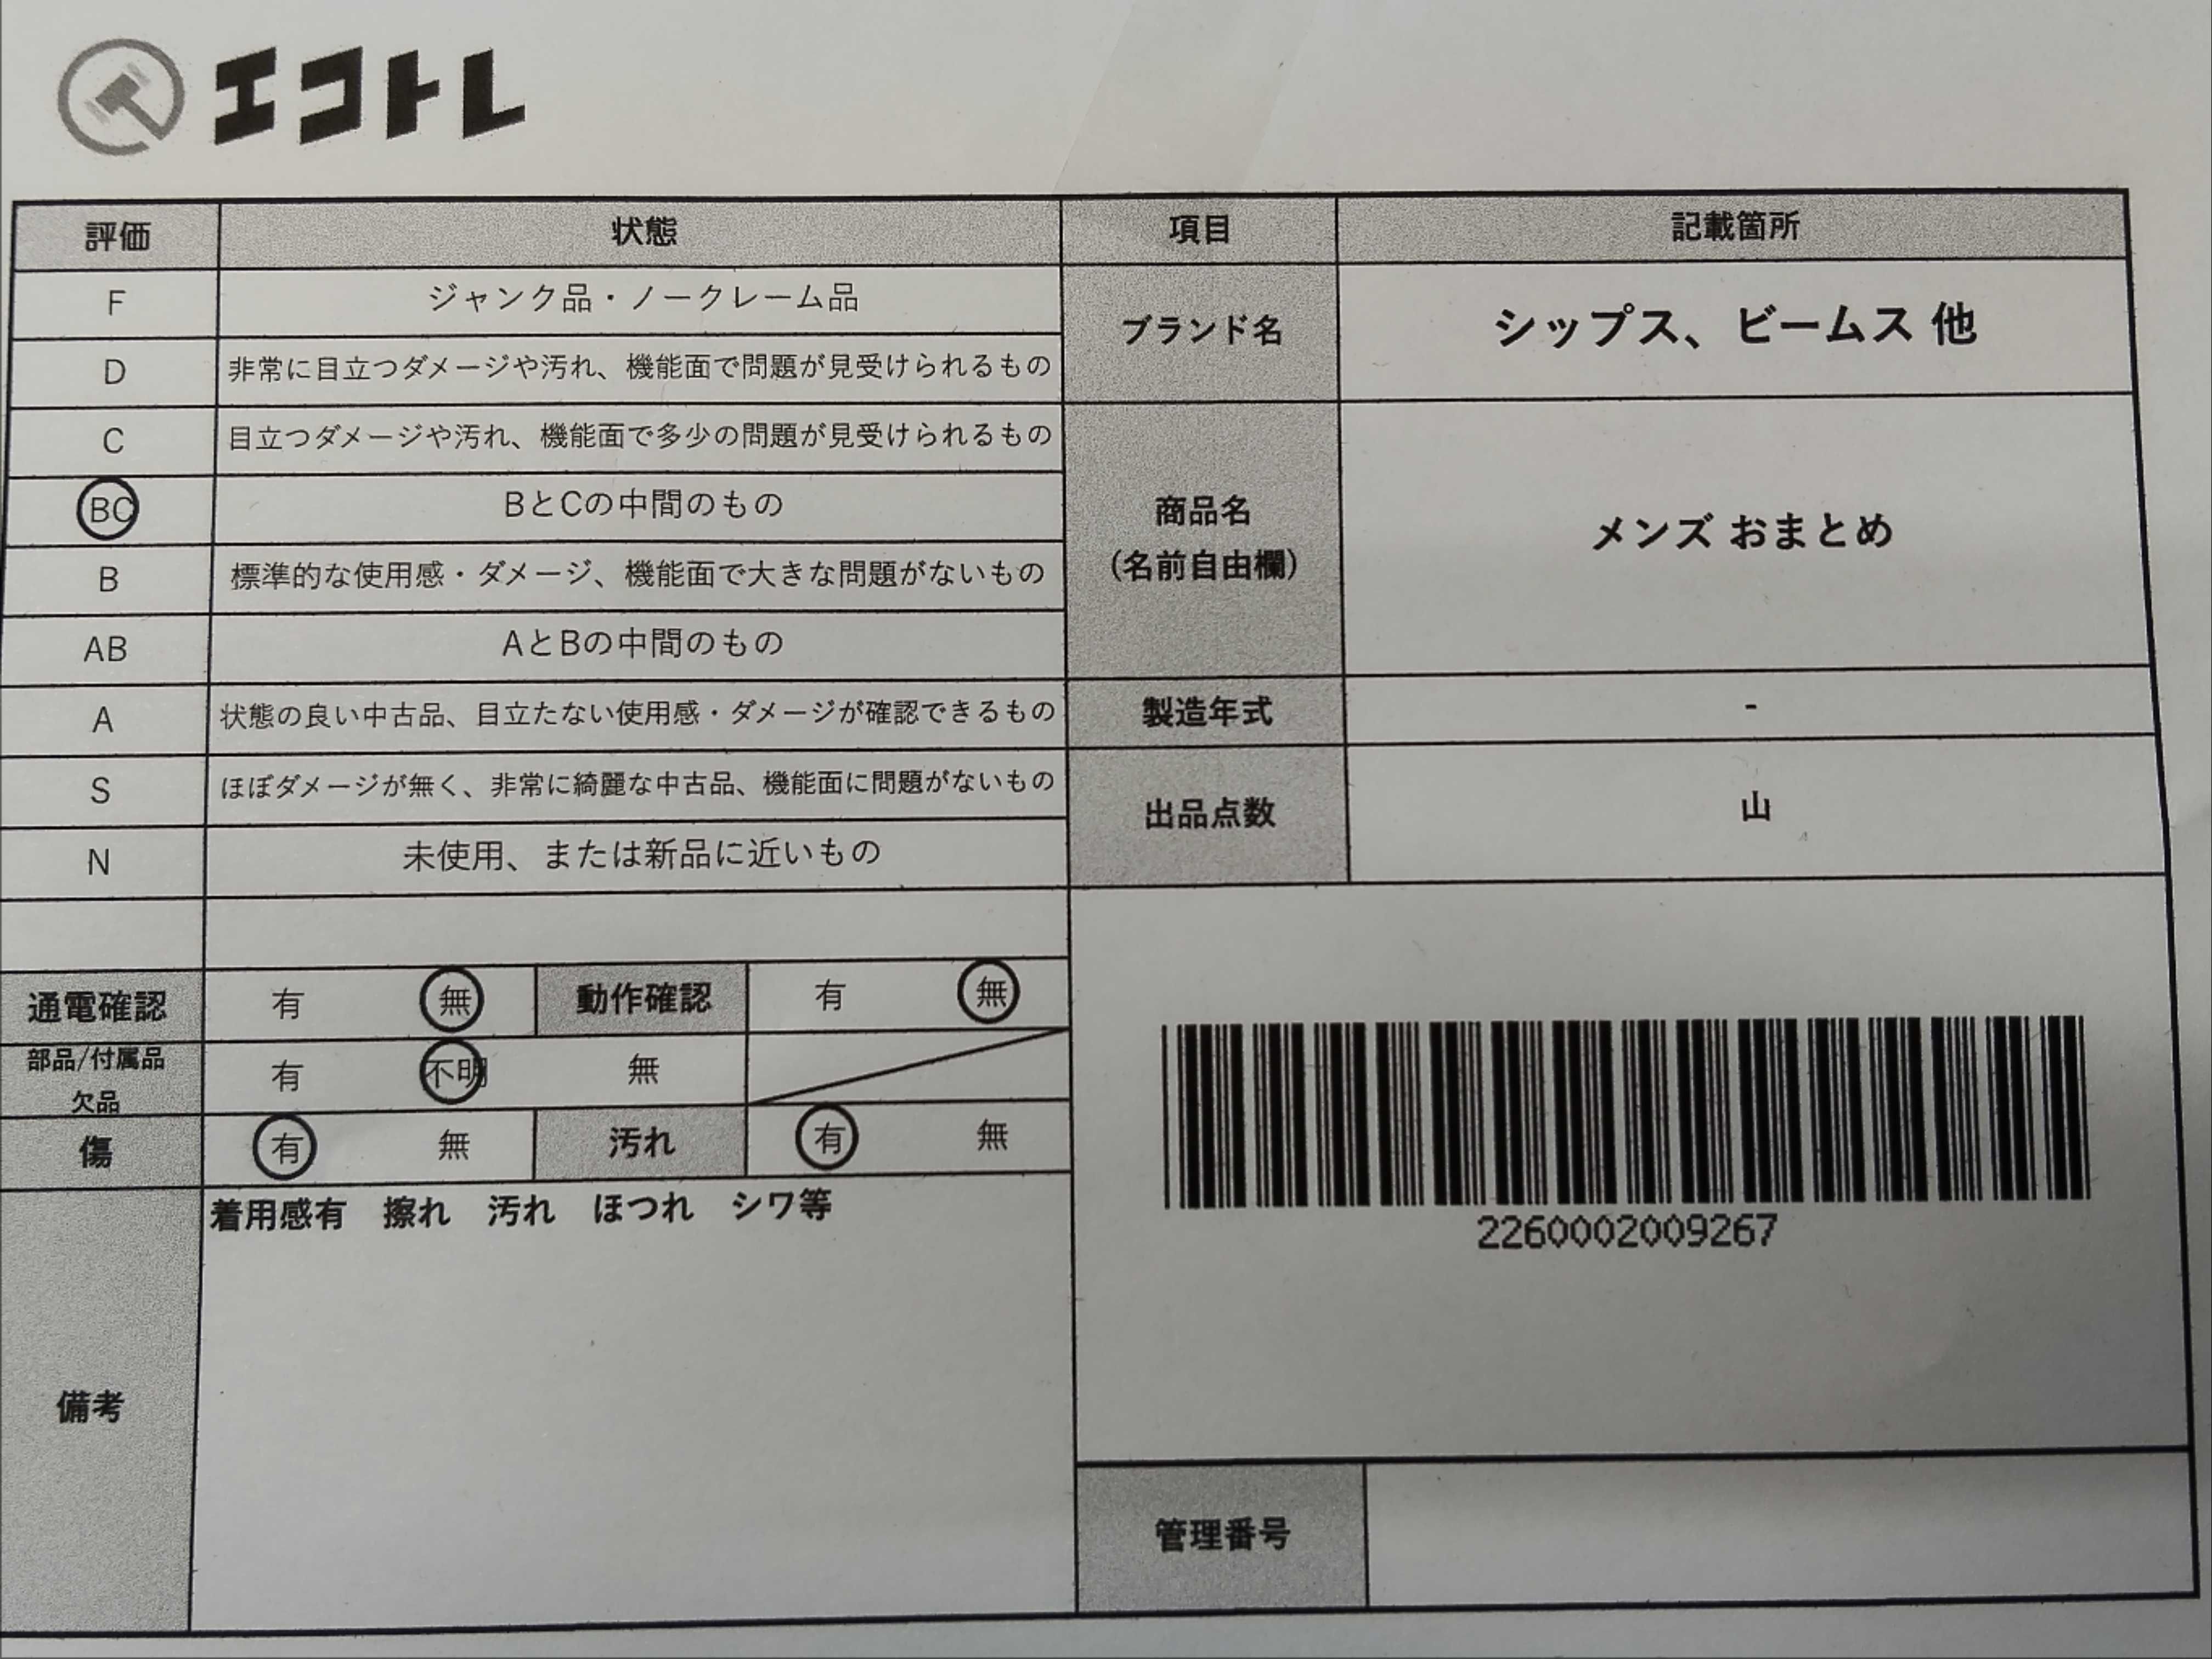 エコトレ
評価 状態 項目 記載箇所
F ジャンク品・ノークレーム品
D 非常に目立つダメージや汚れ、機能面で問題が見受けられるもの
ブランド名 シップス、ビームス 他
C 目立つダメージや汚れ、機能面で多少の問題が見受けられるもの
BC BとCの中間のもの
B 標準的な使用感・ダメージ、機能面で大きな問題がないもの
AB AとBの中間のもの
商品名
(名前自由欄)
メンズ おまとめ
A 状態の良い中古品、目立たない使用感・ダメージが確認できるもの
製造年式 -
S ほぼダメージが無く、非常に綺麗な中古品、機能面に問題がないもの
N 未使用、または新品に近いもの
出品点数 山
通電確認 有 無 動作確認 有 無
部品/付属品
欠品
有 不明 無
傷 有 無 汚れ 有 無
備考
着用感有 擦れ 汚れ ほつれ シワ等
2260002009267
管理番号